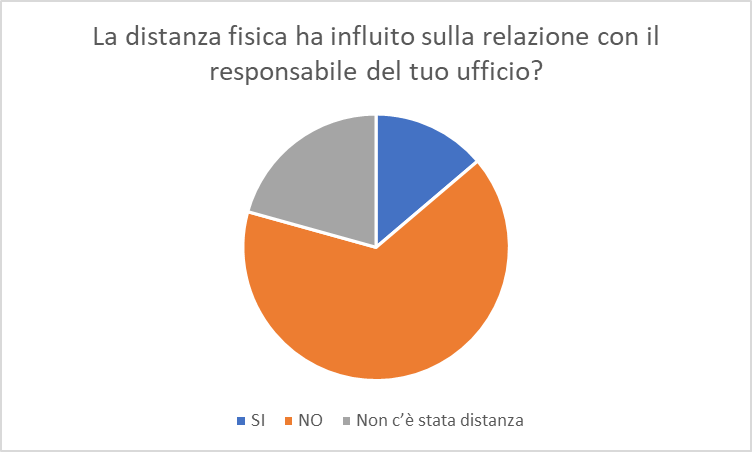 La distanza fisica ha influito sulla relazione con il
responsabile del tuo ufficio?
SI NO Non c’è stata distanza